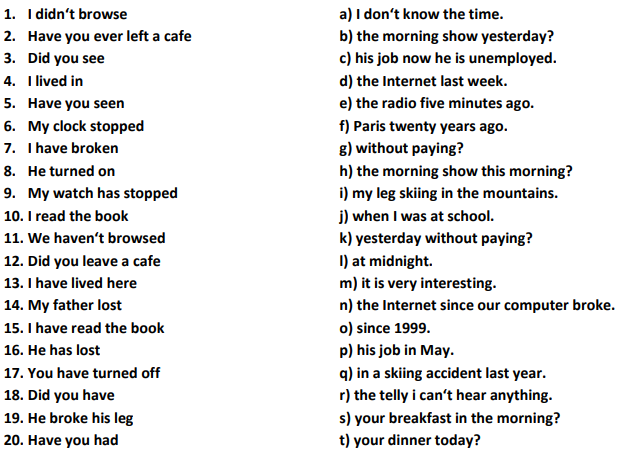 1. I didn‘t browse a) I don‘t know the time.
2. Have you ever left a cafe b) the morning show yesterday?
3. Did you see c) his job now he is unemployed.
4. I lived in d) the Internet last week.
5. Have you seen e) the radio five minutes ago.
6. My clock stopped f) Paris twenty years ago.
7. I have broken g) without paying?
8. He turned on h) the morning show this morning?
9. My watch has stopped i) my leg skiing in the mountains.
10. I read the book j) when I was at school.
11. We haven‘t browsed k) yesterday without paying?
12. Did you leave a cafe l) at midnight.
13. I have lived here m) it is very interesting.
14. My father lost n) the Internet since our computer broke.
15. I have read the book o) since 1999.
16. He has lost p) his job in May.
17. You have turned off q) in a skiing accident last year.
18. Did you have r) the telly i can‘t hear anything.
19. He broke his leg s) your breakfast in the morning?
20. Have you had t) your dinner today?